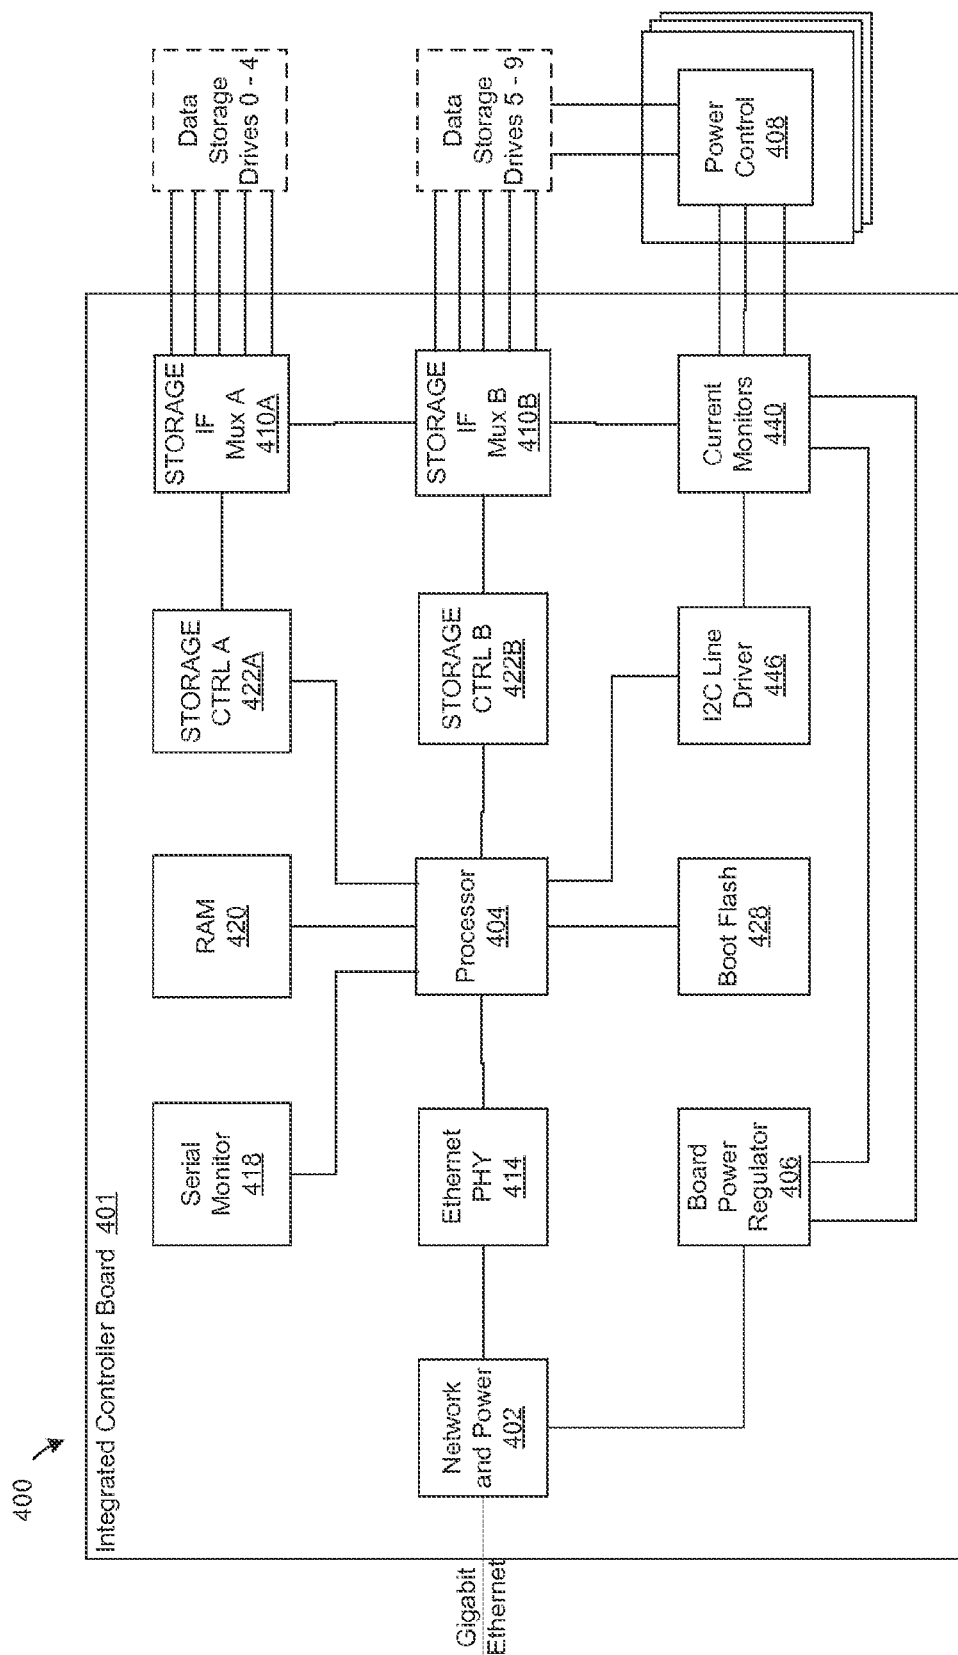 400
Integrated Controller Board 401
Gigabit
Ethernet
Network
and Power
402
Serial
Monitor
418
Ethernet
PHY
414
Board
Power
Regulator
406
RAM
420
Processor
404
Boot Flash
428
STORAGE
CTRL A
422A
STORAGE
CTRL B
422B
I2C Line
Driver
446
STORAGE
IF
Mux A
410A
STORAGE
IF
Mux B
410B
Current
Monitors
440
Data
Storage
Drives 0 - 4
Data
Storage
Drives 5 - 9
Power
Control
408